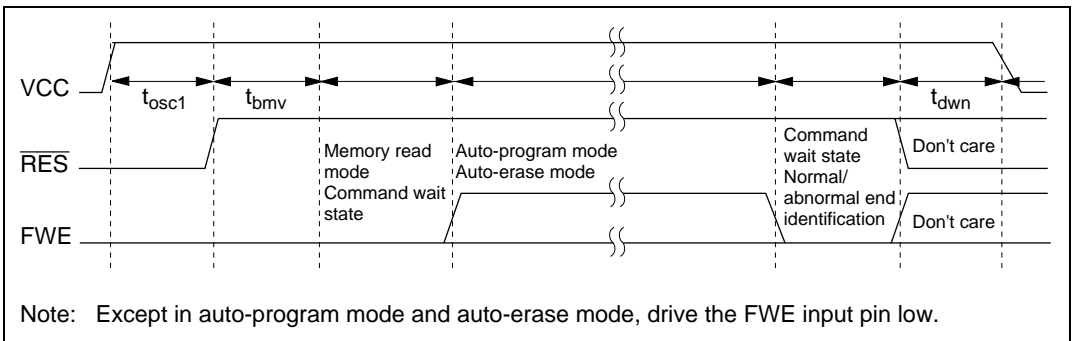 VCC
tosc1
tbmv
tdwn
RES
Memory read
mode
Command wait
state
Auto-program mode
Auto-erase mode
Command
wait state
Normal/
abnormal end
identification
Don't care
FWE
Don't care
Note: Except in auto-program mode and auto-erase mode, drive the FWE input pin low.